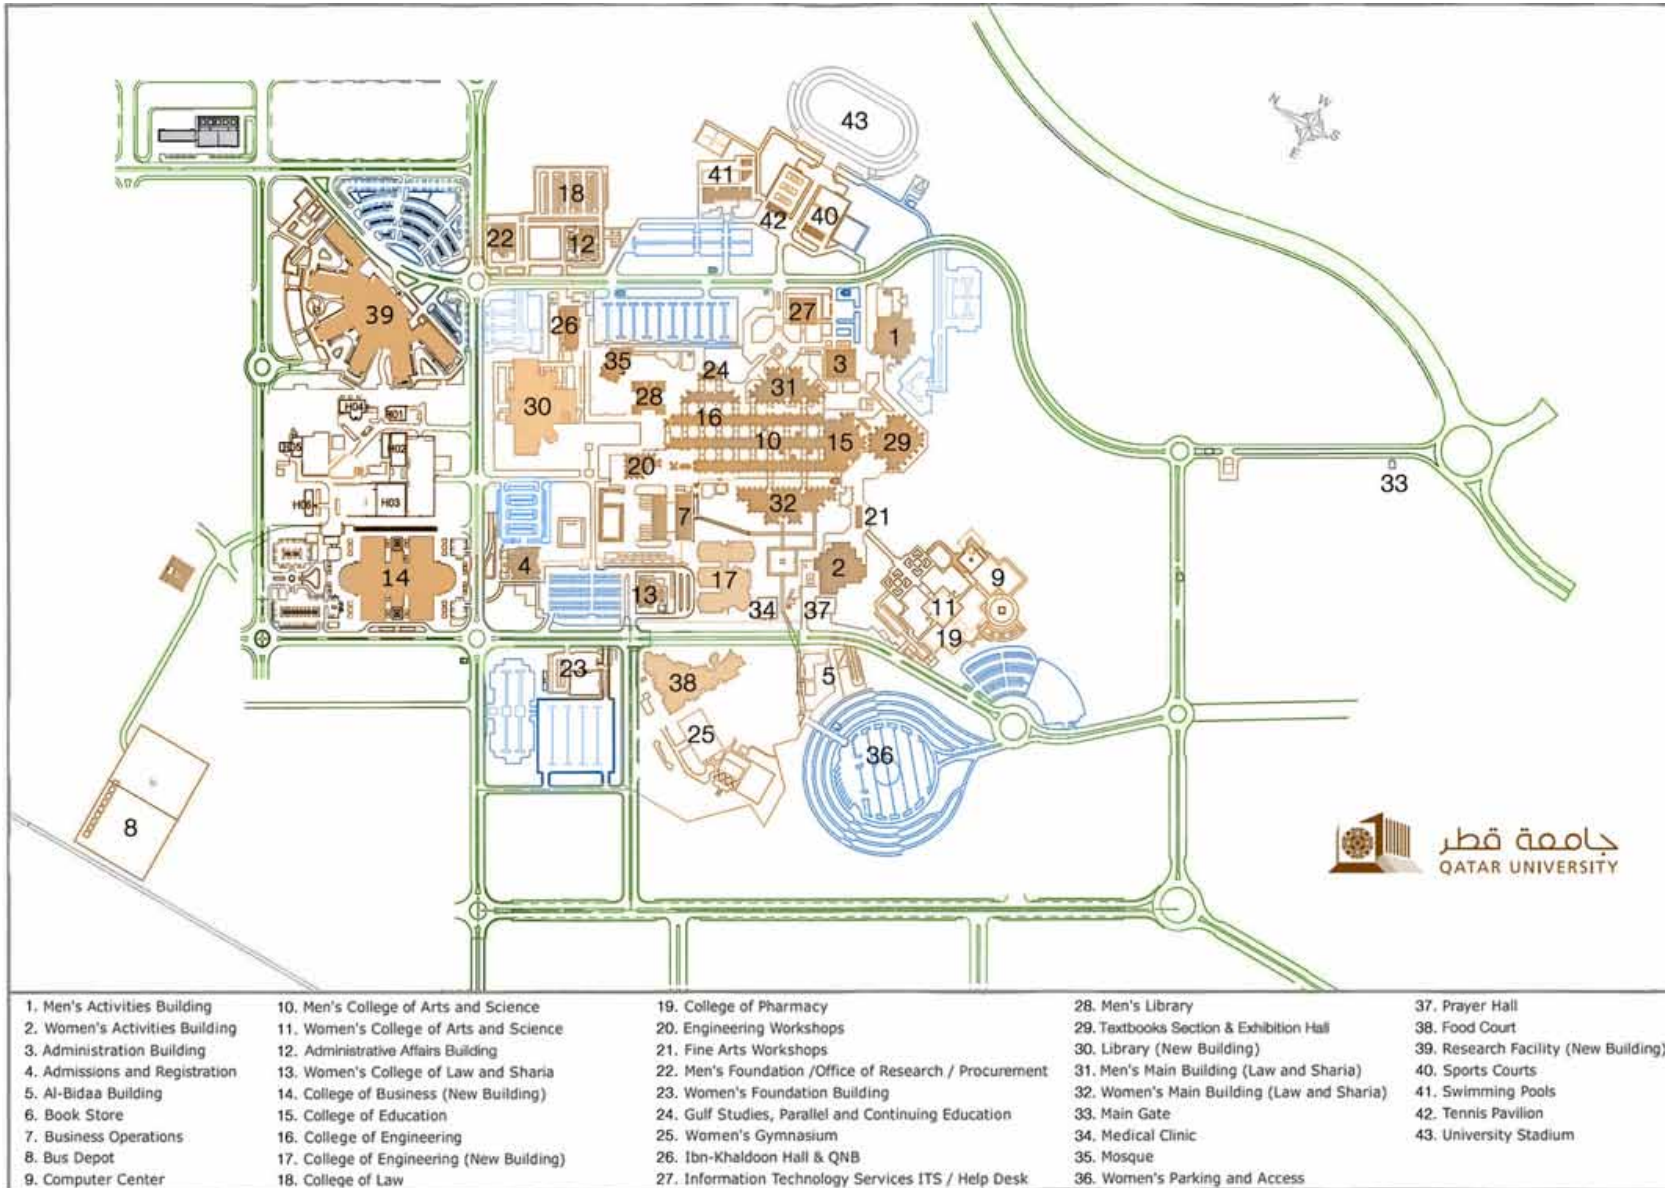 N
W
S
E
43
41
18
42
40
22
12
39
27
26
1
35
3
24
31
28
30
16
10
15
29
H04
H01
H05
H02
20
33
32
H03
H06
7
21
4
17
2
9
14
13
34
37
11
19
23
38
5
25
36
8
جامعة قطر
QATAR UNIVERSITY
1. Men's Activities Building
2. Women's Activities Building
3. Administration Building
4. Admissions and Registration
5. Al-Bidaa Building
6. Book Store
7. Business Operations
8. Bus Depot
9. Computer Center
10. Men's College of Arts and Science
11. Women's College of Arts and Science
12. Administrative Affairs Building
13. Women's College of Law and Sharia
14. College of Business (New Building)
15. College of Education
16. College of Engineering
17. College of Engineering (New Building)
18. College of Law
19. College of Pharmacy
20. Engineering Workshops
21. Fine Arts Workshops
22. Men's Foundation /Office of Research / Procurement
23. Women's Foundation Building
24. Gulf Studies, Parallel and Continuing Education
25. Women's Gymnasium
26. Ibn-Khaldoon Hall & QNB
27. Information Technology Services ITS / Help Desk
28. Men's Library
29. Textbooks Section & Exhibition Hall
30. Library (New Building)
31. Men's Main Building (Law and Sharia)
32. Women's Main Building (Law and Sharia)
33. Main Gate
34. Medical Clinic
35. Mosque
36. Women's Parking and Access
37. Prayer Hall
38. Food Court
39. Research Facility (New Building)
40. Sports Courts
41. Swimming Pools
42. Tennis Pavilion
43. University Stadium